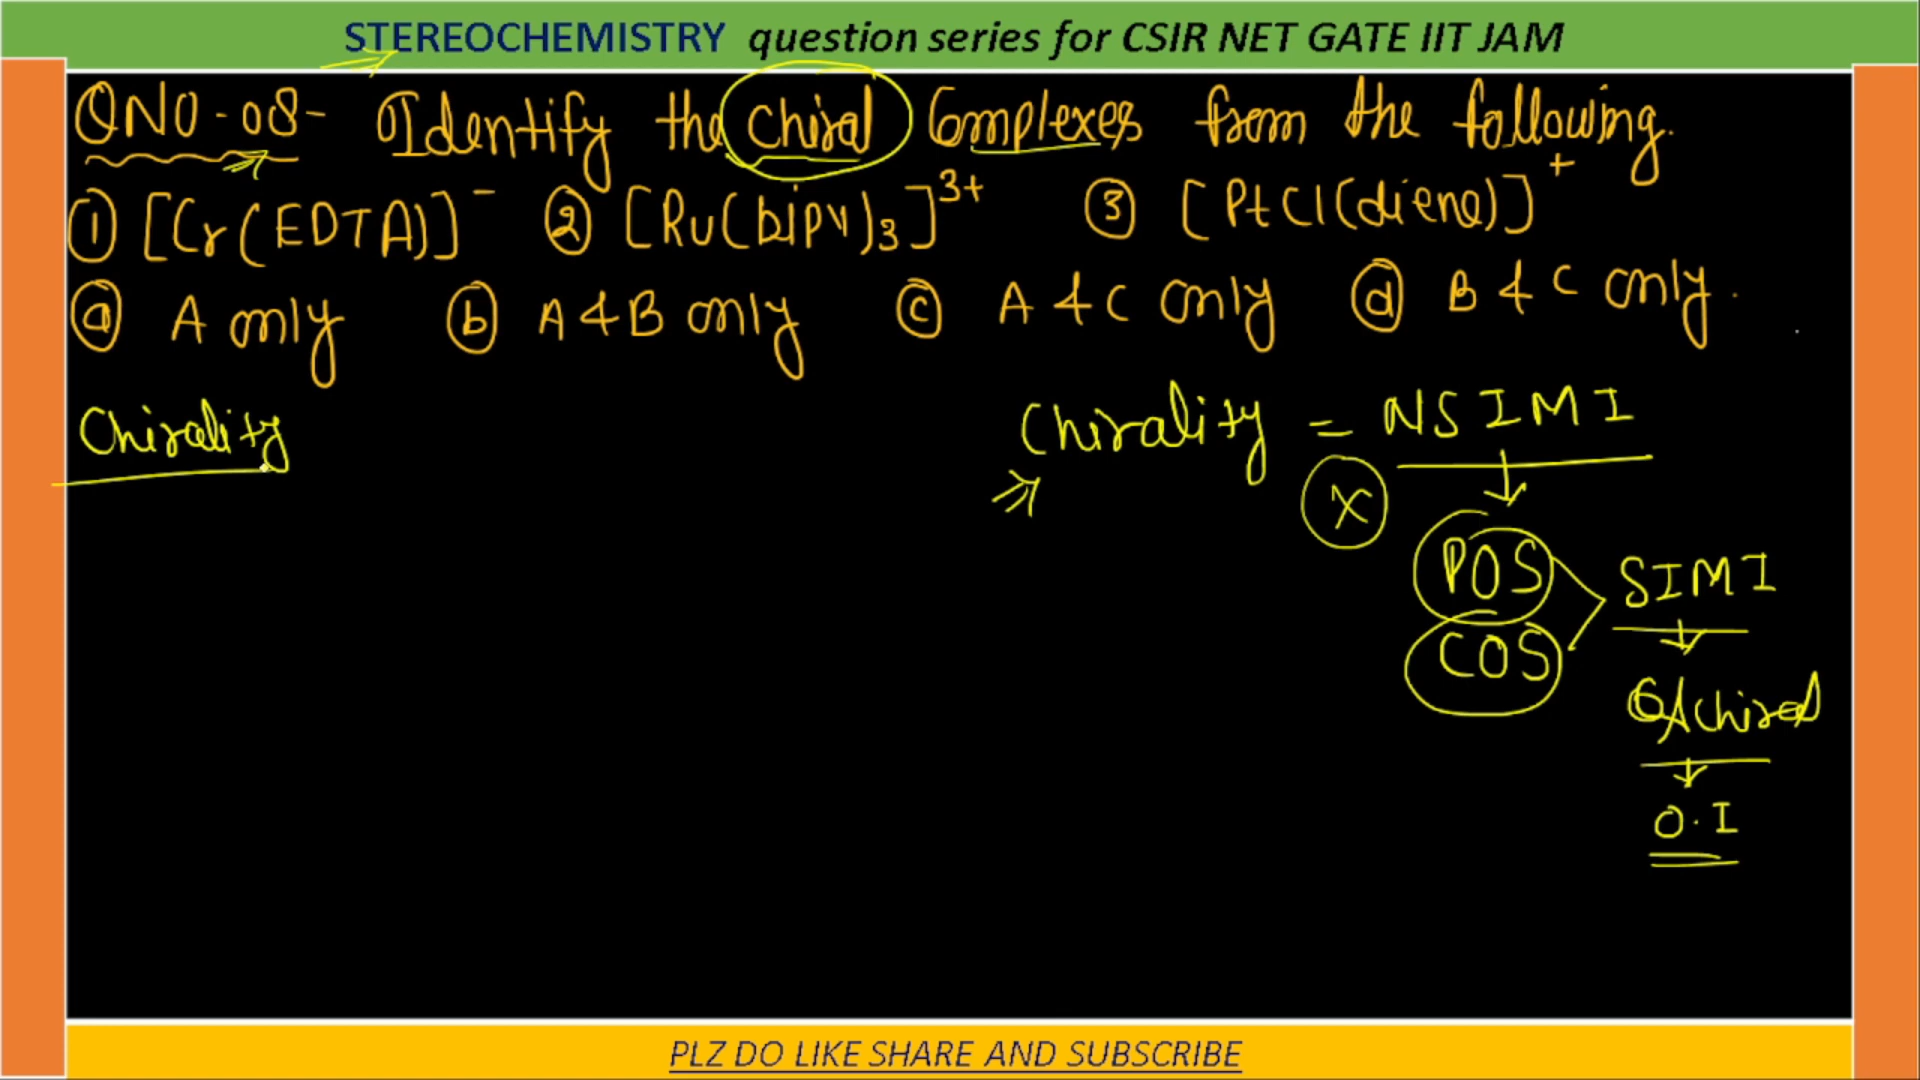 STEREOCHEMISTRY question series for CSIR NET GATE IIT JAM
QNO-08- Identify the Chiral Complexes from the following.
① [Cr(EDTA)]⁻ ② [Ru(bipy)₃]³⁺ ③ [PtCl(diene)]⁺
ⓐ A only ⓑ A & B only ⓒ A & C only ⓓ B & C only.
Chirality
Chirality = NSIMI
X
POS
COS
SIMI
Achiral
O.I
PLZ DO LIKE SHARE AND SUBSCRIBE